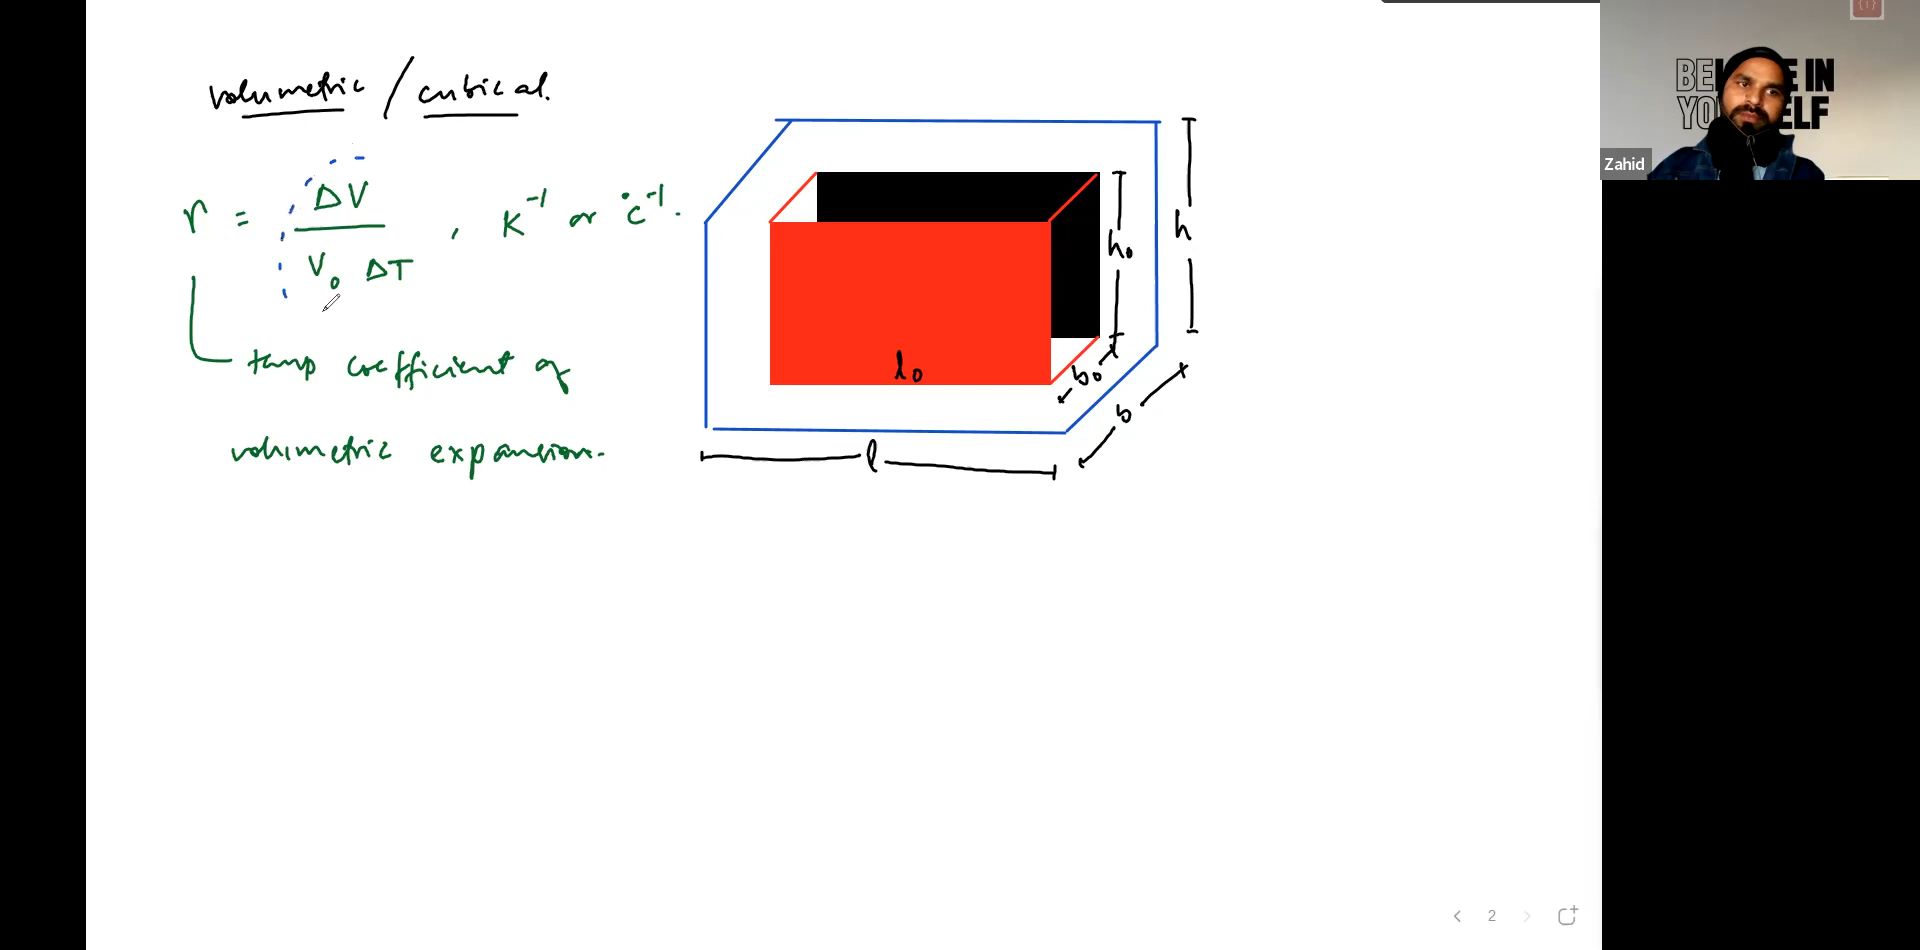 volumetric / cubical.
r = ΔV / V₀ ΔT , K⁻¹ or °C⁻¹.
temp coefficient of
volumetric expansion.
h
h₀
l₀
b₀
b
l
BE IN
YO ELF
Zahid
2